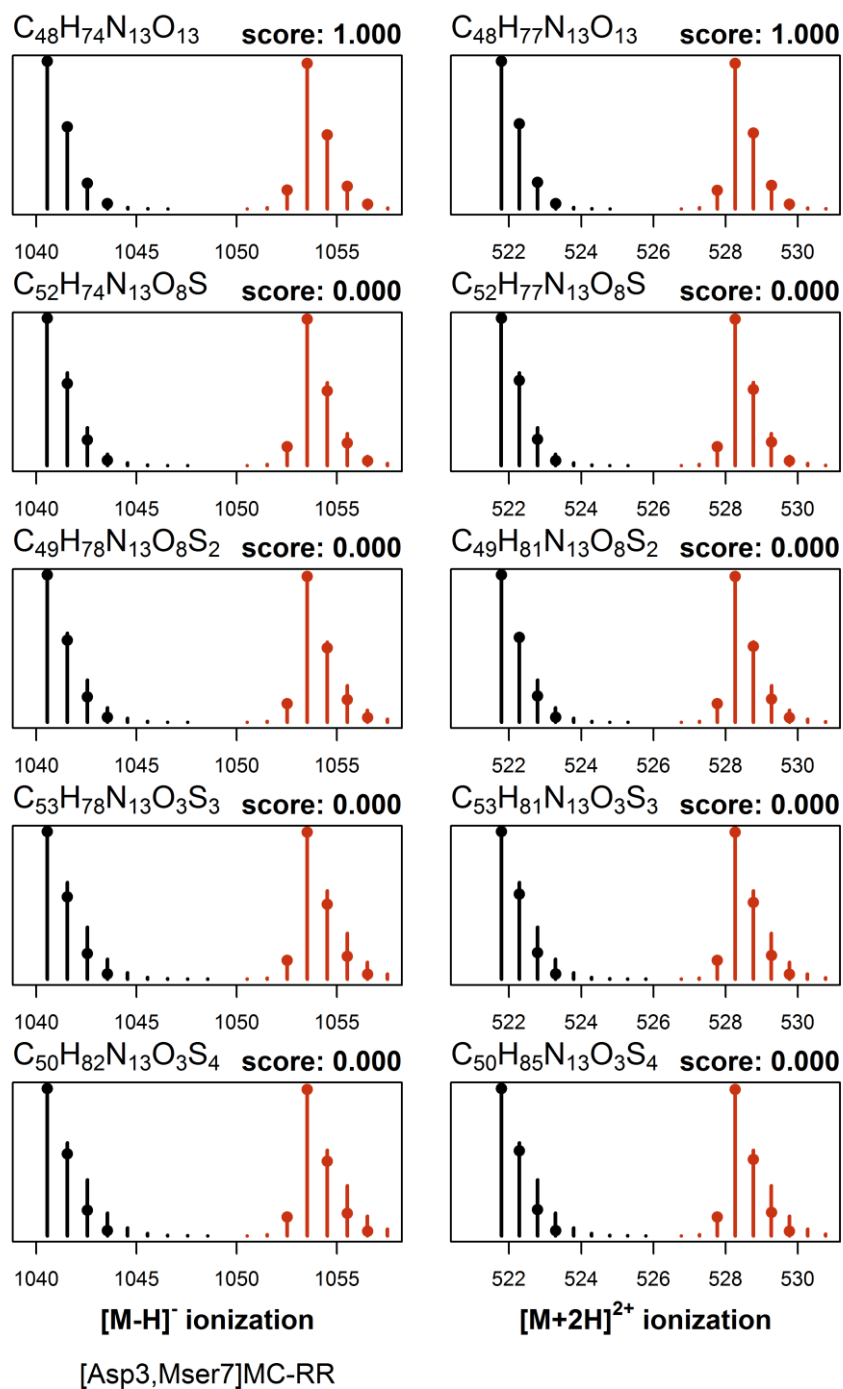 C48H74N13O13 score: 1.000 C48H77N13O13 score: 1.000
1040 1045 1050 1055 522 524 526 528 530
C52H74N13O8S score: 0.000 C52H77N13O8S score: 0.000
1040 1045 1050 1055 522 524 526 528 530
C49H78N13O8S2 score: 0.000 C49H81N13O8S2 score: 0.000
1040 1045 1050 1055 522 524 526 528 530
C53H78N13O3S3 score: 0.000 C53H81N13O3S3 score: 0.000
1040 1045 1050 1055 522 524 526 528 530
C50H82N13O3S4 score: 0.000 C50H85N13O3S4 score: 0.000
1040 1045 1050 1055 522 524 526 528 530
[M-H]- ionization [M+2H]2+ ionization
[Asp3,Mser7]MC-RR